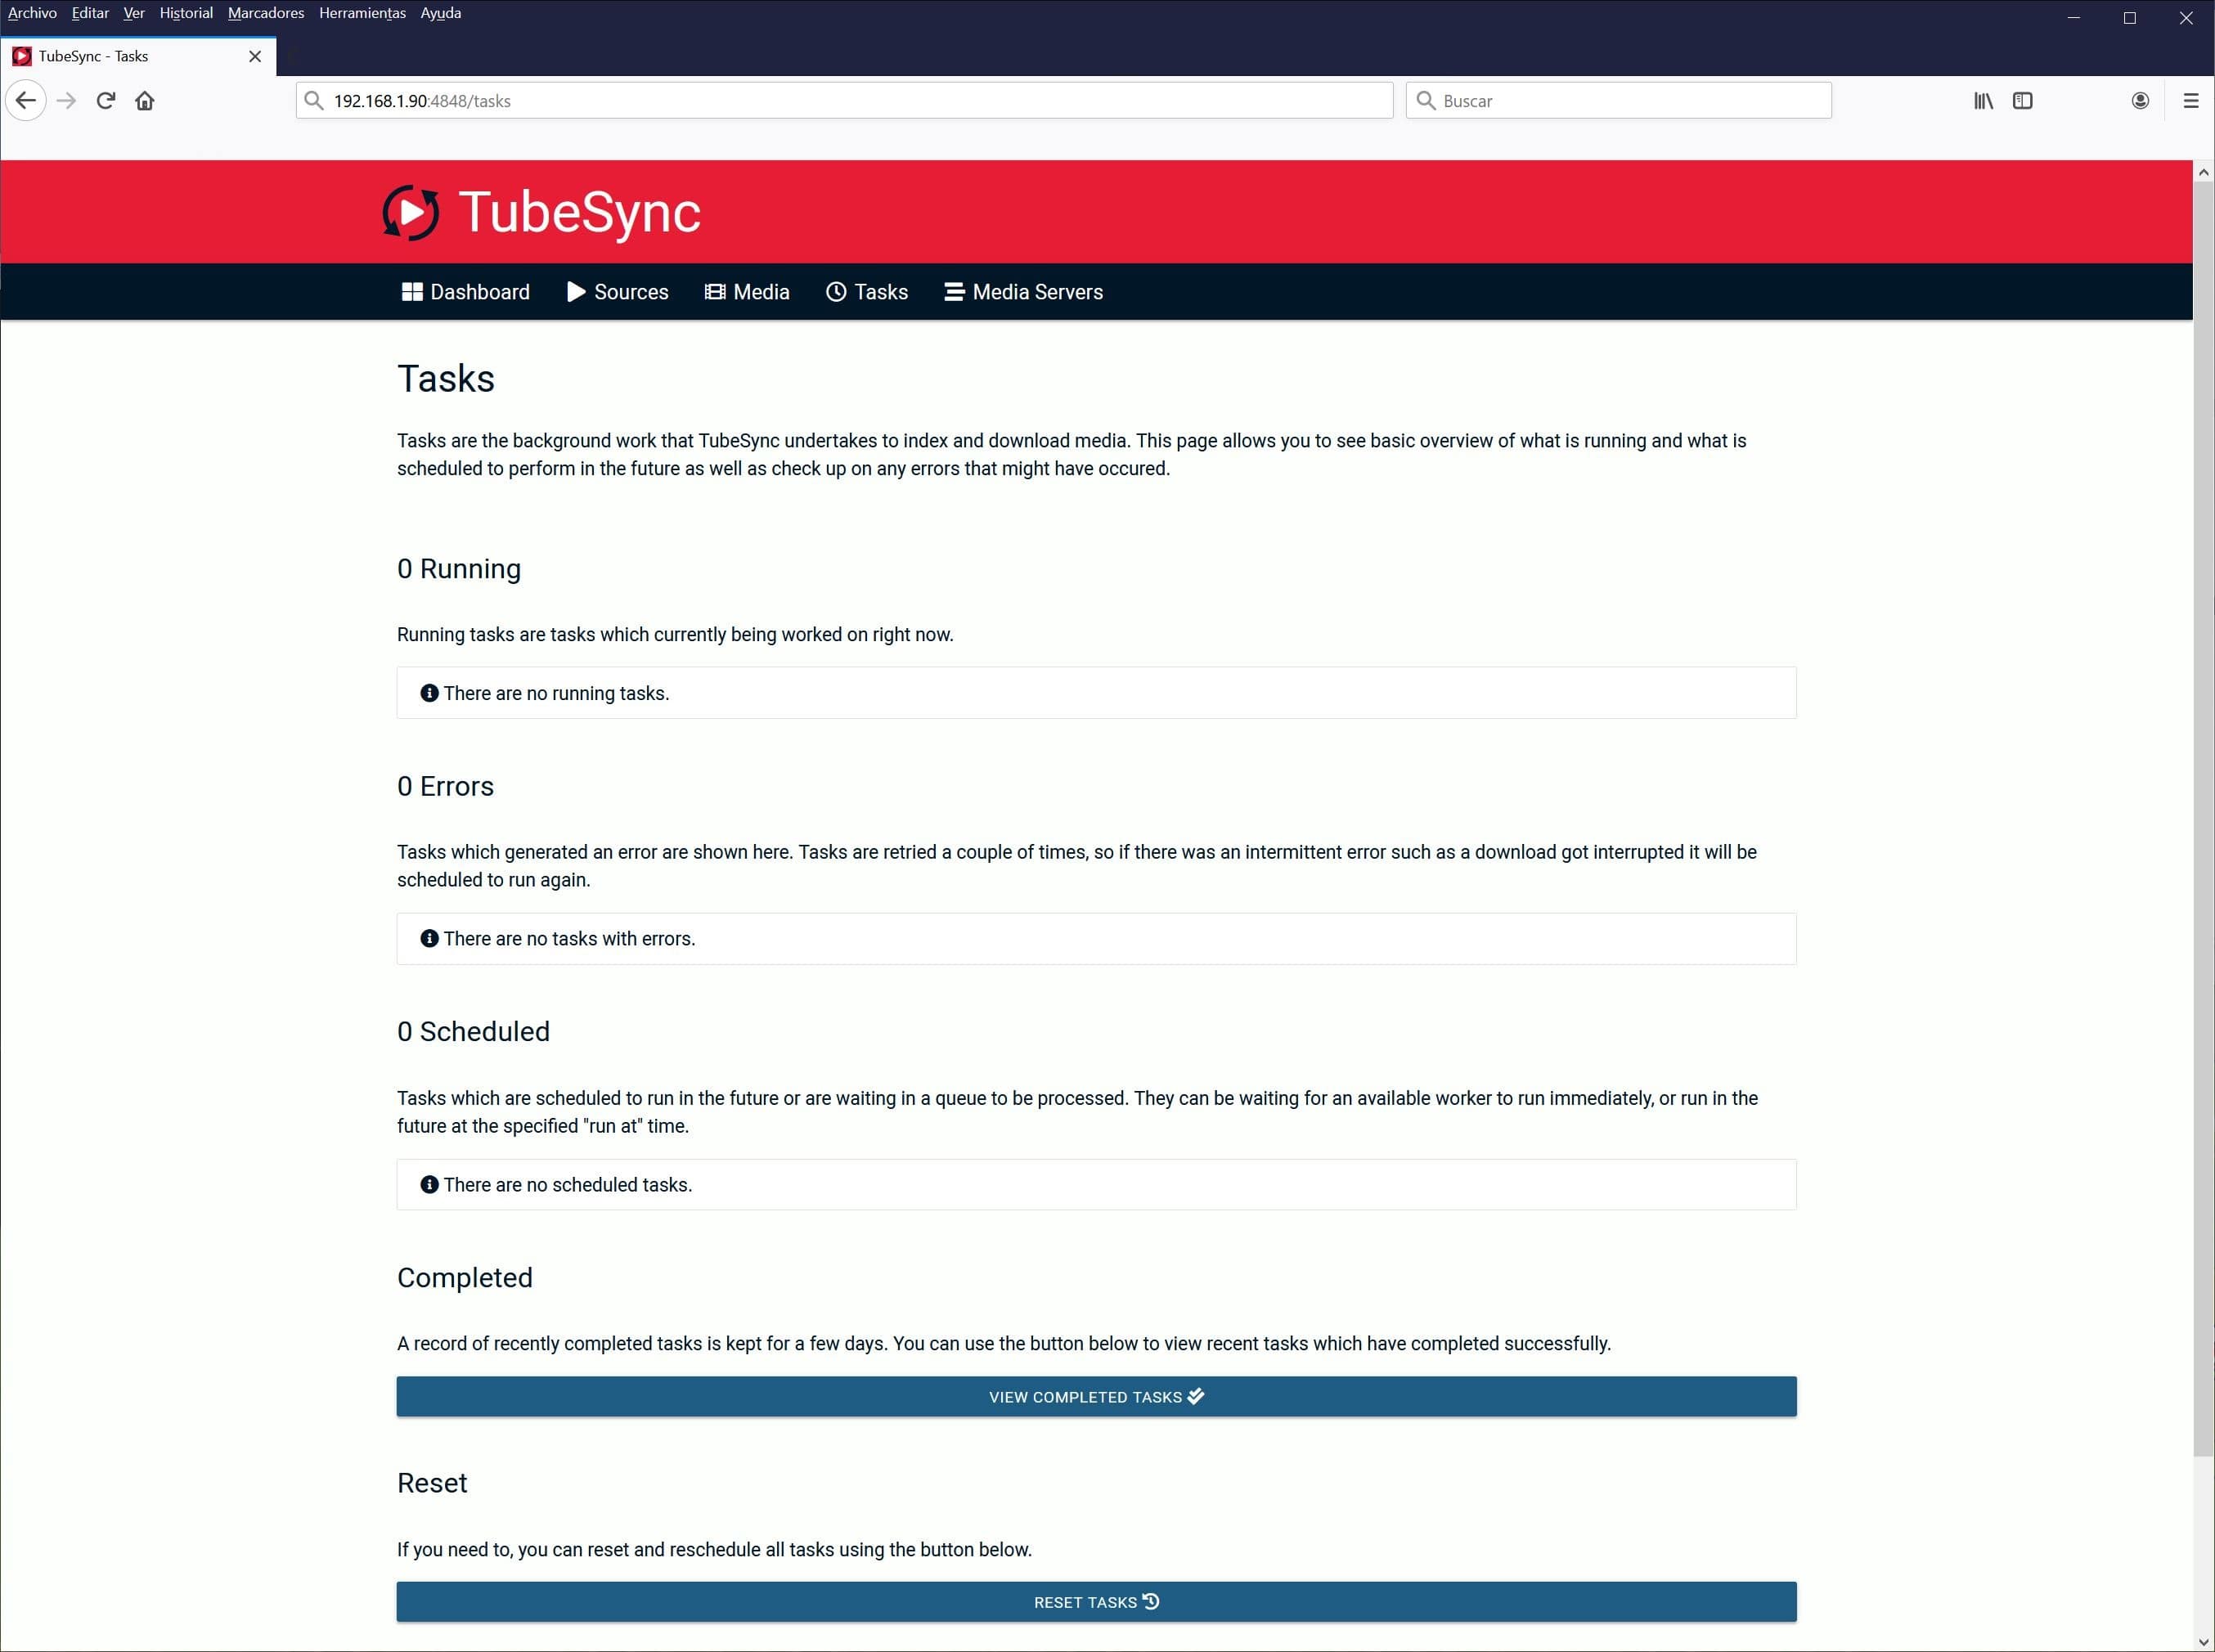 Archivo Editar Ver Historial Marcadores Herramientas Ayuda
TubeSync - Tasks
192.168.1.90:4848/tasks
Buscar
TubeSync
Dashboard Sources Media Tasks Media Servers
Tasks
Tasks are the background work that TubeSync undertakes to index and download media. This page allows you to see basic overview of what is running and what is
scheduled to perform in the future as well as check up on any errors that might have occured.
0 Running
Running tasks are tasks which currently being worked on right now.
There are no running tasks.
0 Errors
Tasks which generated an error are shown here. Tasks are retried a couple of times, so if there was an intermittent error such as a download got interrupted it will be
scheduled to run again.
There are no tasks with errors.
0 Scheduled
Tasks which are scheduled to run in the future or are waiting in a queue to be processed. They can be waiting for an available worker to run immediately, or run in the
future at the specified "run at" time.
There are no scheduled tasks.
Completed
A record of recently completed tasks is kept for a few days. You can use the button below to view recent tasks which have completed successfully.
VIEW COMPLETED TASKS
Reset
If you need to, you can reset and reschedule all tasks using the button below.
RESET TASKS